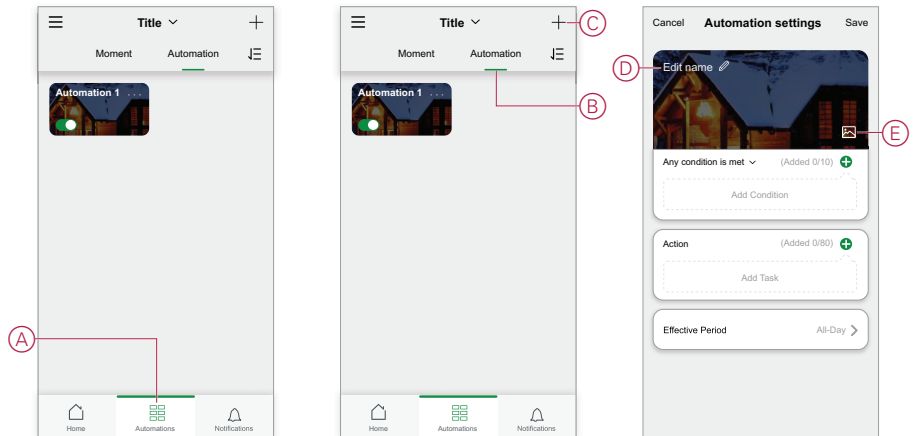 Title
Moment Automation
Automation 1 ...
A
Home Automations Notifications
Title
C
Moment Automation
B
Automation 1 ...
Home Automations Notifications
Cancel Automation settings Save
D
Edit name
E
Any condition is met (Added 0/10)
Add Condition
Action (Added 0/80)
Add Task
Effective Period All-Day